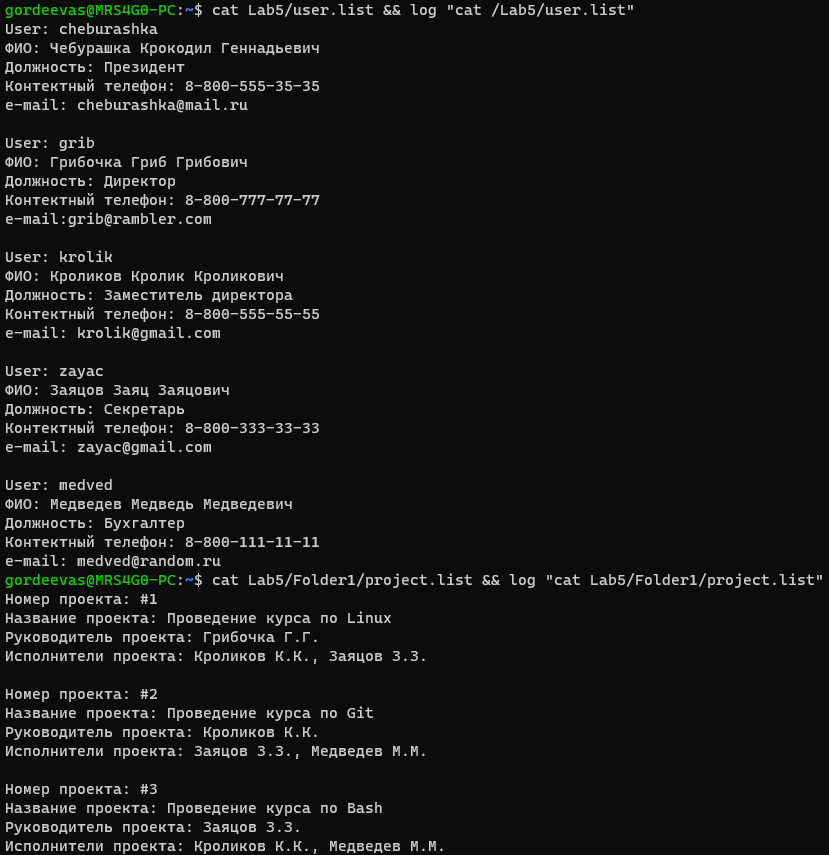 gordeevas@MRS4G0-PC:~$ cat Lab5/user.list && log "cat /Lab5/user.list"
User: cheburashka
ФИО: Чебурашка Крокодил Геннадьевич
Должность: Президент
Контектный телефон: 8-800-555-35-35
e-mail: cheburashka@mail.ru

User: grib
ФИО: Грибочка Гриб Грибович
Должность: Директор
Контектный телефон: 8-800-777-77-77
e-mail:grib@rambler.com

User: krolik
ФИО: Кроликов Кролик Кроликович
Должность: Заместитель директора
Контектный телефон: 8-800-555-55-55
e-mail: krolik@gmail.com

User: zayac
ФИО: Заяцов Заяц Заяцович
Должность: Секретарь
Контектный телефон: 8-800-333-33-33
e-mail: zayac@gmail.com

User: medved
ФИО: Медведев Медведь Медведевич
Должность: Бухгалтер
Контектный телефон: 8-800-111-11-11
e-mail: medved@random.ru
gordeevas@MRS4G0-PC:~$ cat Lab5/Folder1/project.list && log "cat Lab5/Folder1/project.list"
Номер проекта: #1
Название проекта: Проведение курса по Linux
Руководитель проекта: Грибочка Г.Г.
Исполнители проекта: Кроликов К.К., Заяцов З.З.

Номер проекта: #2
Название проекта: Проведение курса по Git
Руководитель проекта: Кроликов К.К.
Исполнители проекта: Заяцов З.З., Медведев М.М.

Номер проекта: #3
Название проекта: Проведение курса по Bash
Руководитель проекта: Заяцов З.З.
Исполнители проекта: Кроликов К.К., Медведев М.М.